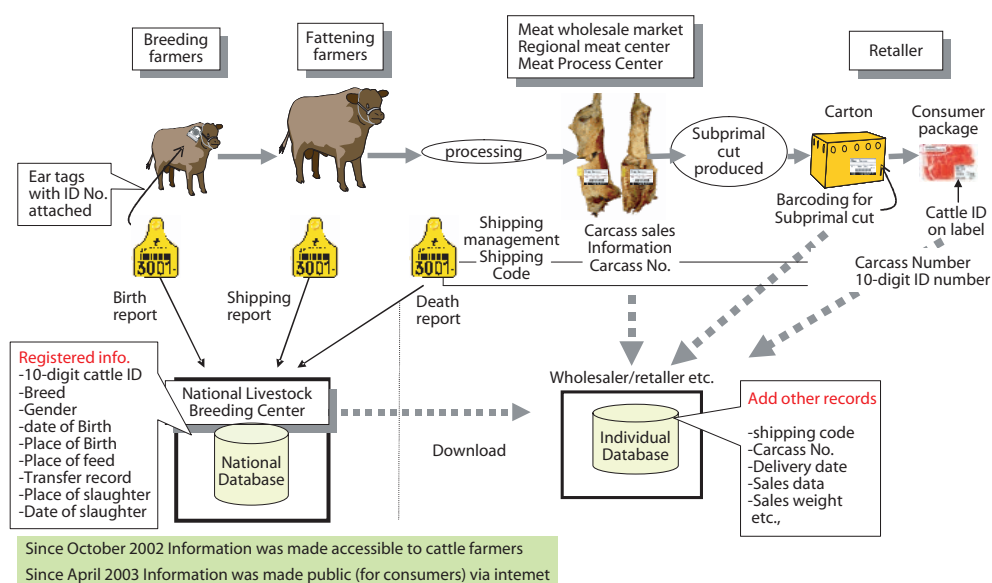 Breeding
farmers
Fattening
farmers
Meat wholesale market
Regional meat center
Meat Process Center
Retaller
Carton
Consumer
package
processing
Subprimal
cut
produced
Ear tags
with ID No.
attached
Barcoding for
Subprimal cut
Cattle ID
on label
3001-
3001-
3001-
Shipping
management
Shipping
Code
Carcass sales
Information
Carcass No.
Carcass Number
10-digit ID number
Birth
report
Shipping
report
Death
report
Registered info.
-10-digit cattle ID
-Breed
-Gender
-date of Birth
-Place of Birth
-Place of feed
-Transfer record
-Place of slaughter
-Date of slaughter
National Livestock
Breeding Center
National
Database
Download
Wholesaler/retailer etc.
Individual
Database
Add other records
-shipping code
-Carcass No.
-Delivery date
-Sales data
-Sales weight
etc.,
Since October 2002 Information was made accessible to cattle farmers
Since April 2003 Information was made public (for consumers) via intemet